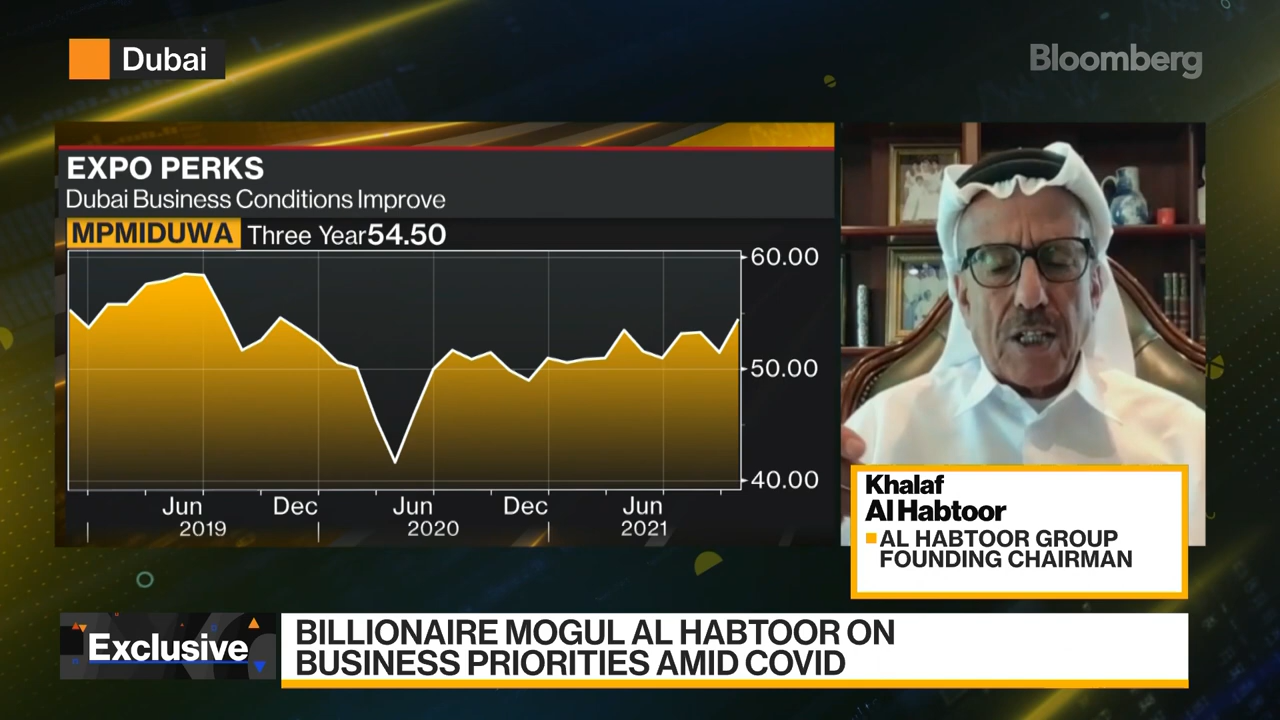 Dubai
Bloomberg
EXPO PERKS
Dubai Business Conditions Improve
MPMIDUWA Three Year 54.50
60.00
50.00
40.00
Jun Dec Jun Dec Jun
2019 2020 2021
Khalaf
Al Habtoor
AL HABTOOR GROUP
FOUNDING CHAIRMAN
Exclusive
BILLIONAIRE MOGUL AL HABTOOR ON
BUSINESS PRIORITIES AMID COVID